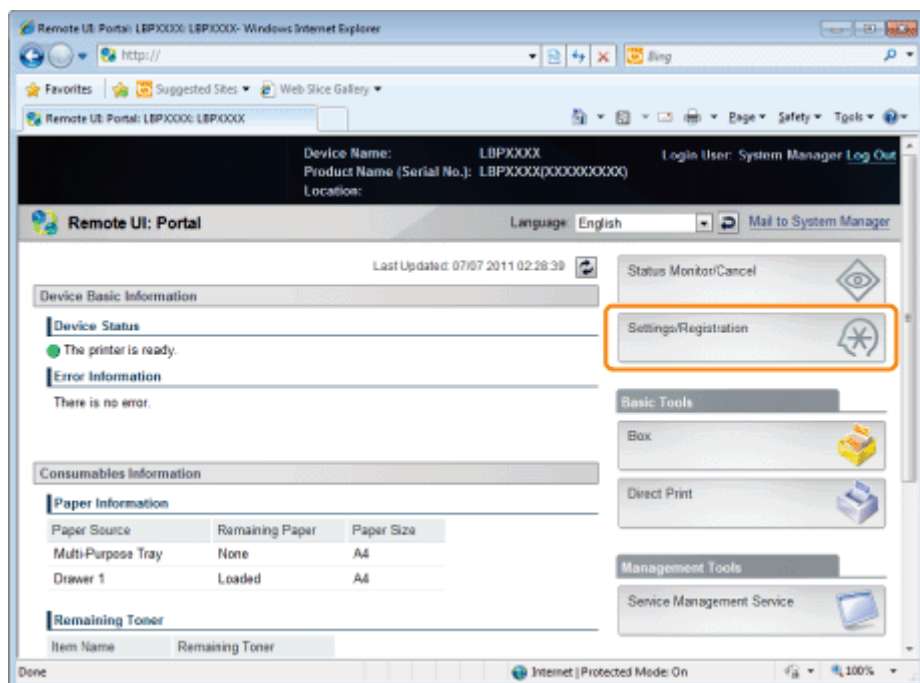 Remote UI: Portal: LBPXXXX: LBPXXXX- Windows Internet Explorer
http://
Bing
Favorites Suggested Sites Web Slice Gallery
Remote UI: Portal: LBPXXXX: LBPXXXX
Page Safety Tools
Device Name: LBPXXXX
Login User: System Manager Log Out
Product Name (Serial No.): LBPXXXX(XXXXXXXXX)
Location:
Remote UI: Portal
Language: English
Mail to System Manager
Last Updated: 07/07 2011 02:28:39
Device Basic Information
Device Status
The printer is ready.
Error Information
There is no error.
Consumables Information
Paper Information
Paper Source Remaining Paper Paper Size
Multi-Purpose Tray None A4
Drawer 1 Loaded A4
Remaining Toner
Item Name Remaining Toner
Status Monitor/Cancel
Settings/Registration
Basic Tools
Box
Direct Print
Management Tools
Service Management Service
Done
Internet | Protected Mode: On
100%